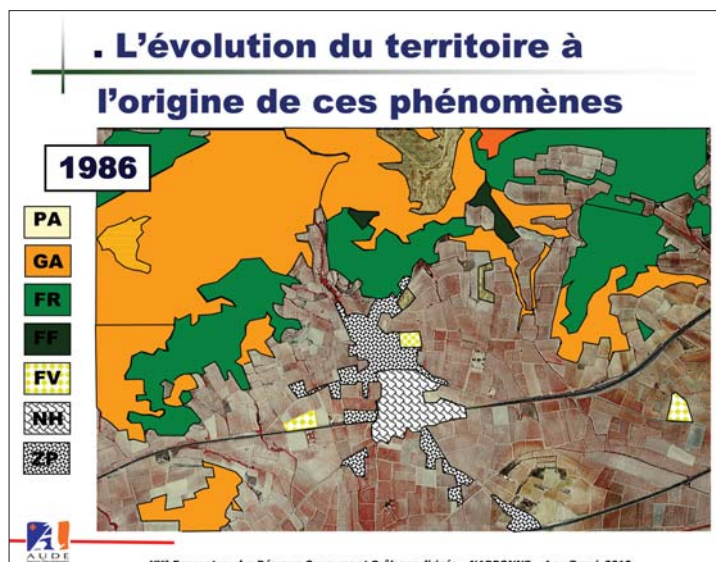 . L'évolution du territoire à
l'origine de ces phénomènes
1986
PA
GA
FR
FF
FV
NH
ZP
AUDE